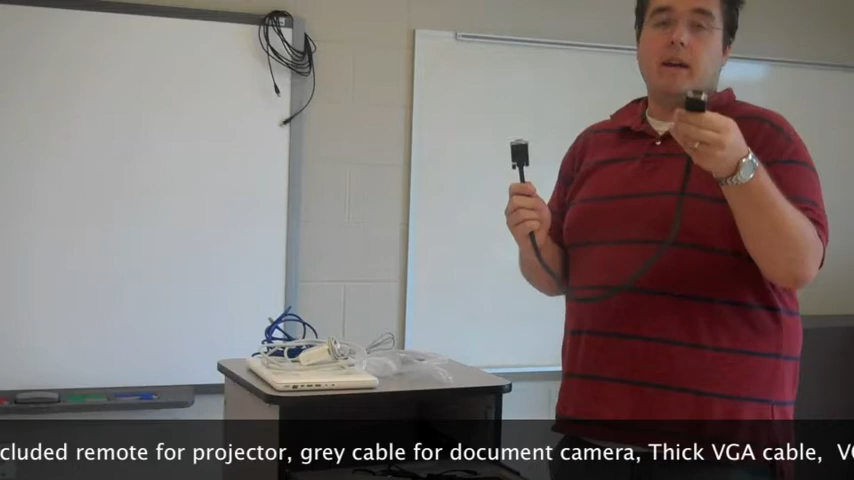 cluded remote for projector, grey cable for document camera, Thick VGA cable,